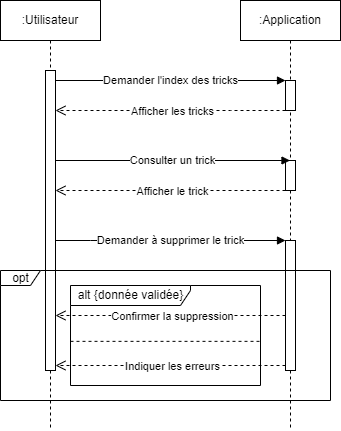 :Utilisateur
:Application
Demander l'index des tricks
Afficher les tricks
Consulter un trick
Afficher le trick
Demander à supprimer le trick
opt
alt {donnée validée}
Confirmer la suppression
Indiquer les erreurs